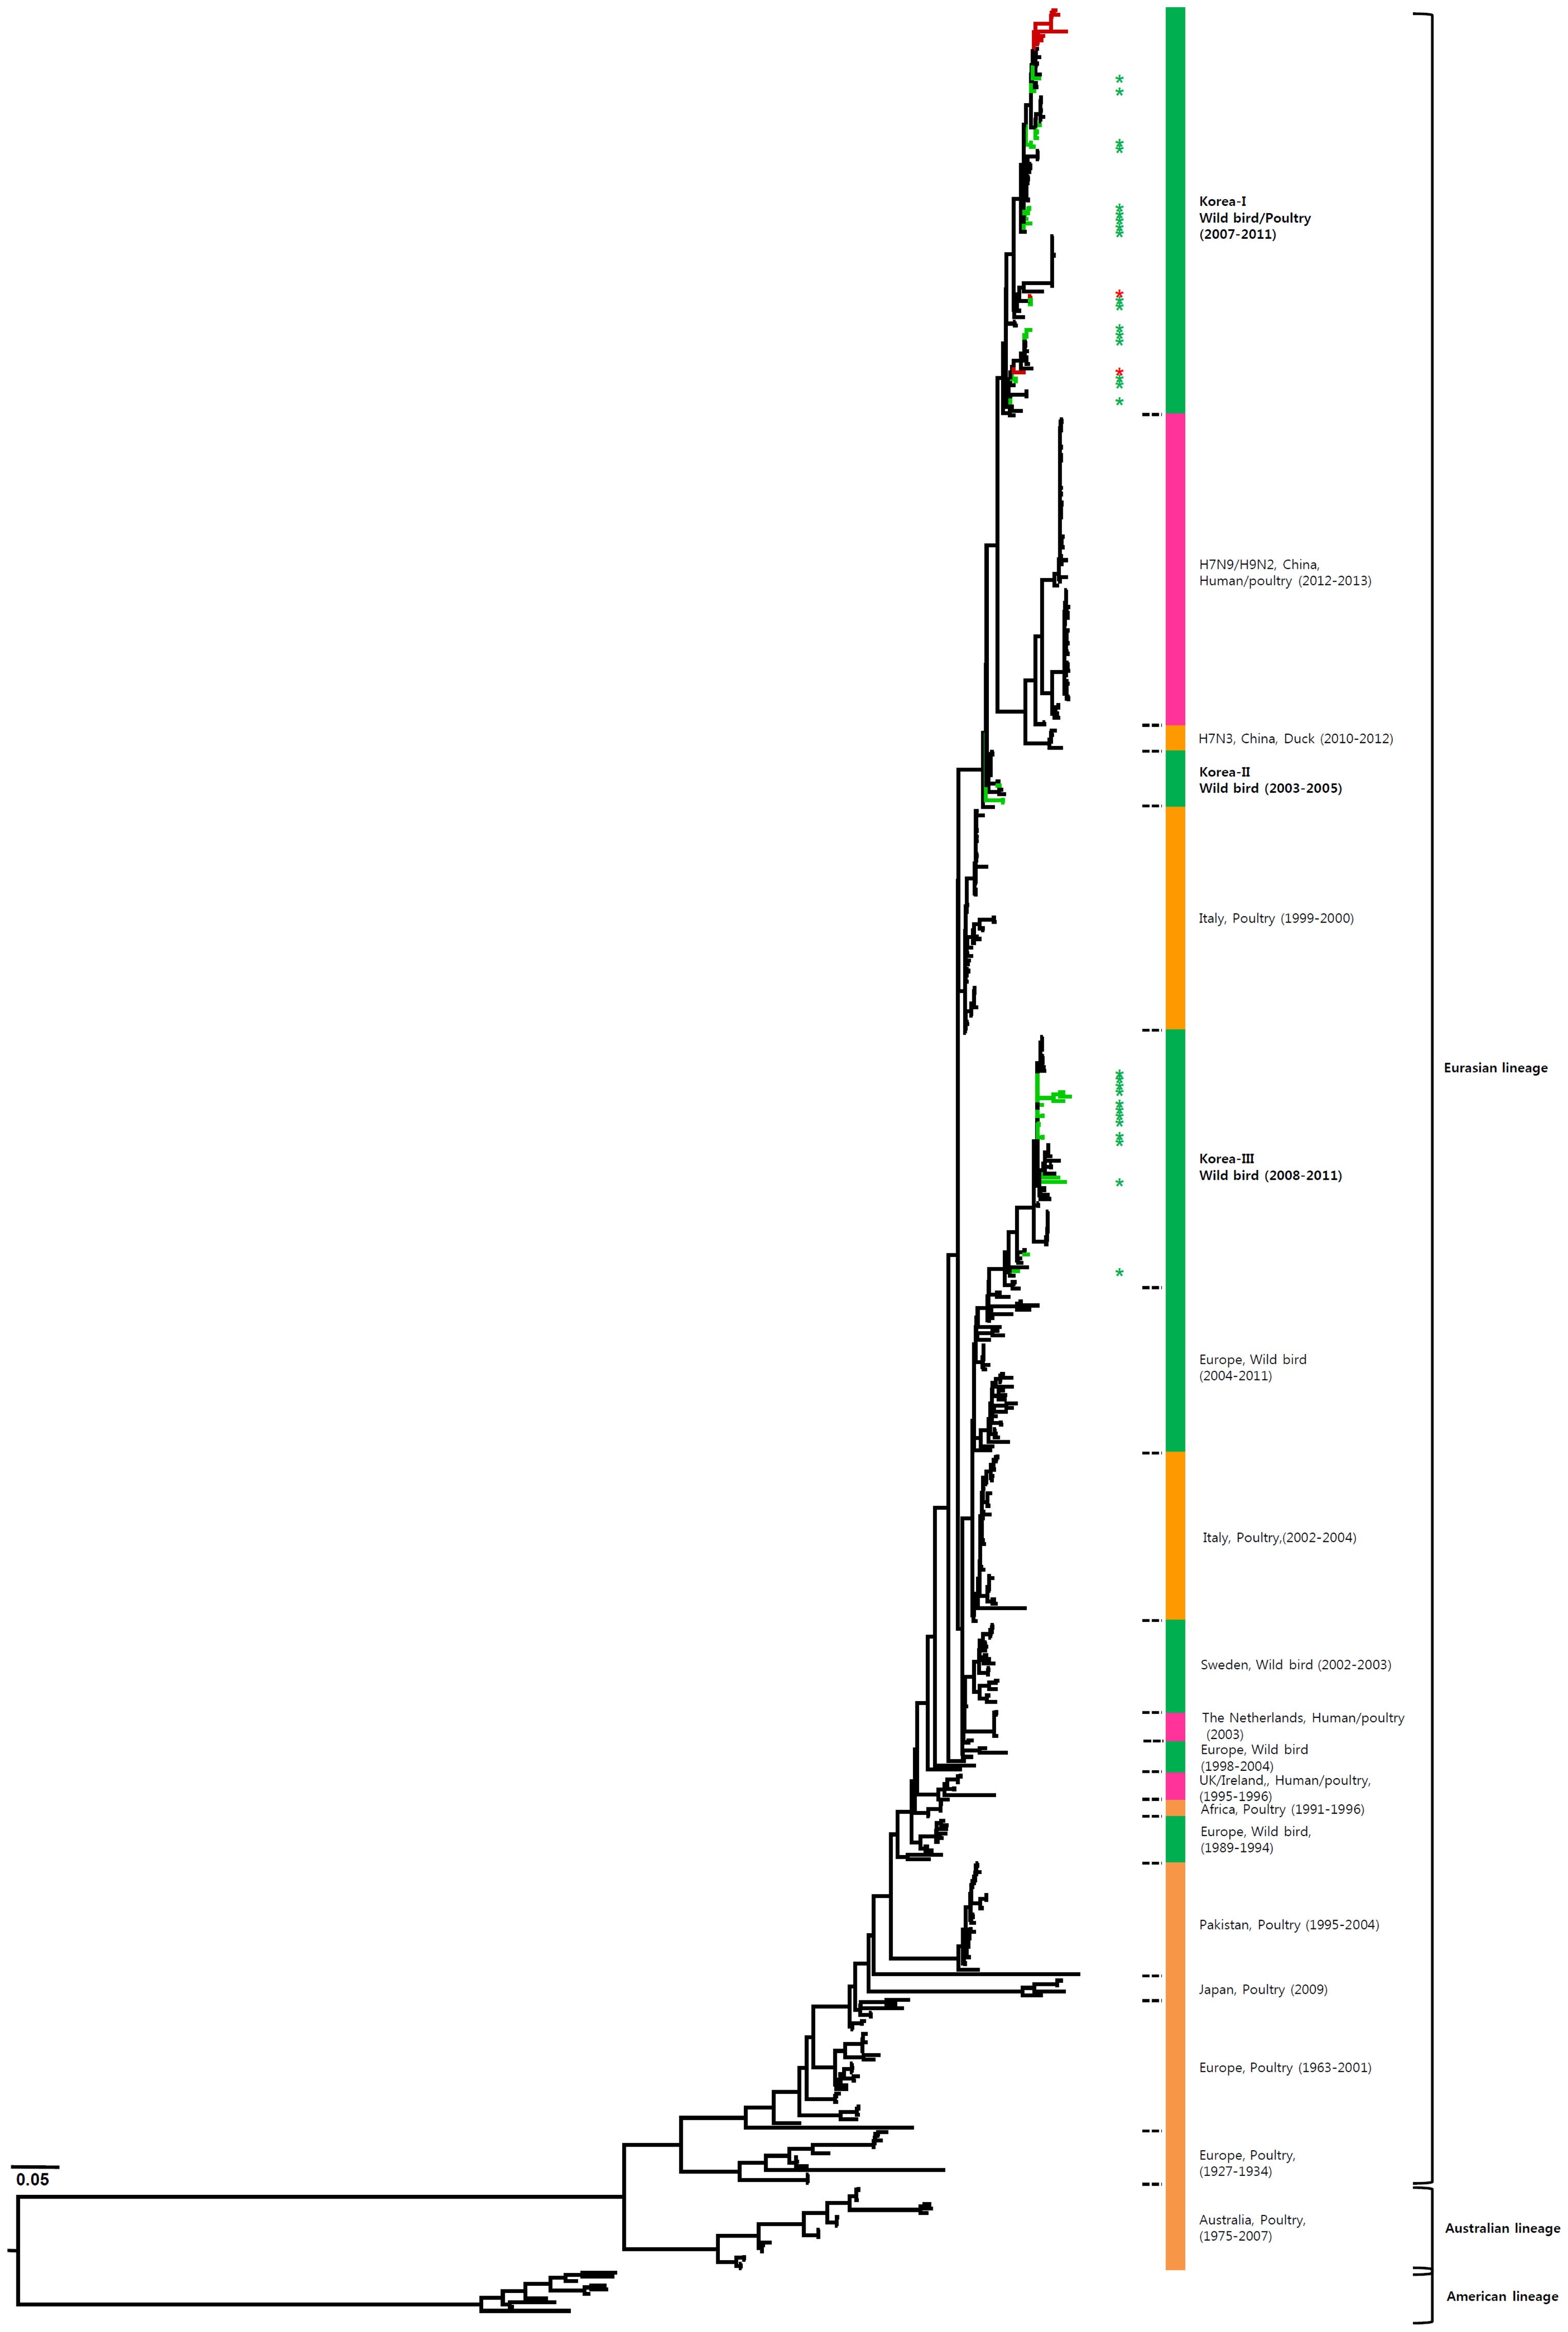 *
*
*
*
*
*
*
*
*
Korea-I
Wild bird/Poultry
(2007-2011)
*
*
*
*
*
*
*
*
*
*
H7N9/H9N2, China,
Human/poultry (2012-2013)
H7N3, China, Duck (2010-2012)
Korea-II
Wild bird (2003-2005)
Italy, Poultry (1999-2000)
Eurasian lineage
*
*
*
*
*
*
*
*
*
*
Korea-III
Wild bird (2008-2011)
*
*
Europe, Wild bird
(2004-2011)
Italy, Poultry,(2002-2004)
Sweden, Wild bird (2002-2003)
The Netherlands, Human/poultry
(2003)
Europe, Wild bird
(1998-2004)
UK/Ireland,, Human/poultry,
(1995-1996)
Africa, Poultry (1991-1996)
Europe, Wild bird,
(1989-1994)
Pakistan, Poultry (1995-2004)
Japan, Poultry (2009)
Europe, Poultry (1963-2001)
Europe, Poultry,
(1927-1934)
0.05
Australia, Poultry,
(1975-2007)
Australian lineage
American lineage